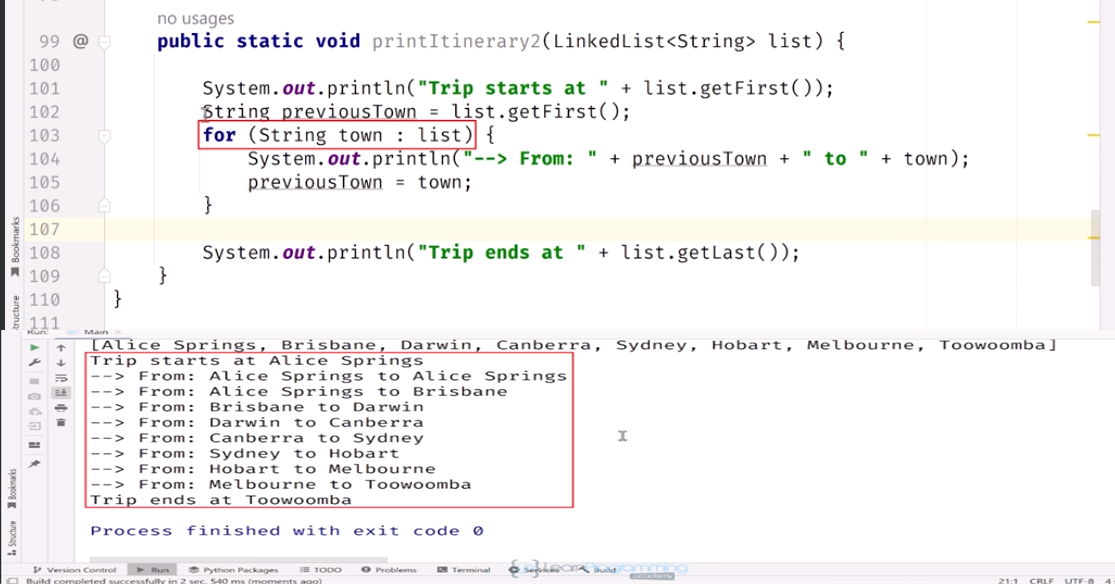 no usages
99 @ public static void printItinerary2(LinkedList<String> list) {
100
101 System.out.println("Trip starts at " + list.getFirst());
102 String previousTown = list.getFirst();
103 for (String town : list) {
104 System.out.println("--> From: " + previousTown + " to " + town);
105 previousTown = town;
106 }
107
108 System.out.println("Trip ends at " + list.getLast());
109 }
110 }
111
Bookmarks
Run: Main
[Alice Springs, Brisbane, Darwin, Canberra, Sydney, Hobart, Melbourne, Toowoomba]
Trip starts at Alice Springs
--> From: Alice Springs to Alice Springs
--> From: Alice Springs to Brisbane
--> From: Brisbane to Darwin
--> From: Darwin to Canberra
--> From: Canberra to Sydney
--> From: Sydney to Hobart
--> From: Hobart to Melbourne
--> From: Melbourne to Toowoomba
Trip ends at Toowoomba
Process finished with exit code 0
Bookmarks
Structure
Version Control Run Python Packages TODO Problems Terminal Services Build
Build completed successfully in 2 sec, 540 ms (moments ago) 21:1 CRLF UTF-8